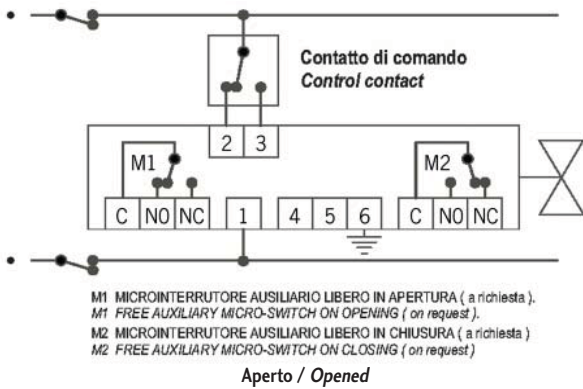 Contatto di comando
Control contact
2 3
M1 M2
C NO NC 1 4 5 6 C NO NC
M1 MICROINTERRUTORE AUSILIARIO LIBERO IN APERTURA ( a richiesta ).
M1 FREE AUXILIARY MICRO-SWITCH ON OPENING ( on request ).
M2 MICROINTERRUTORE AUSILIARIO LIBERO IN CHIUSURA ( a richiesta )
M2 FREE AUXILIARY MICRO-SWITCH ON CLOSING ( on request )
Aperto / Opened